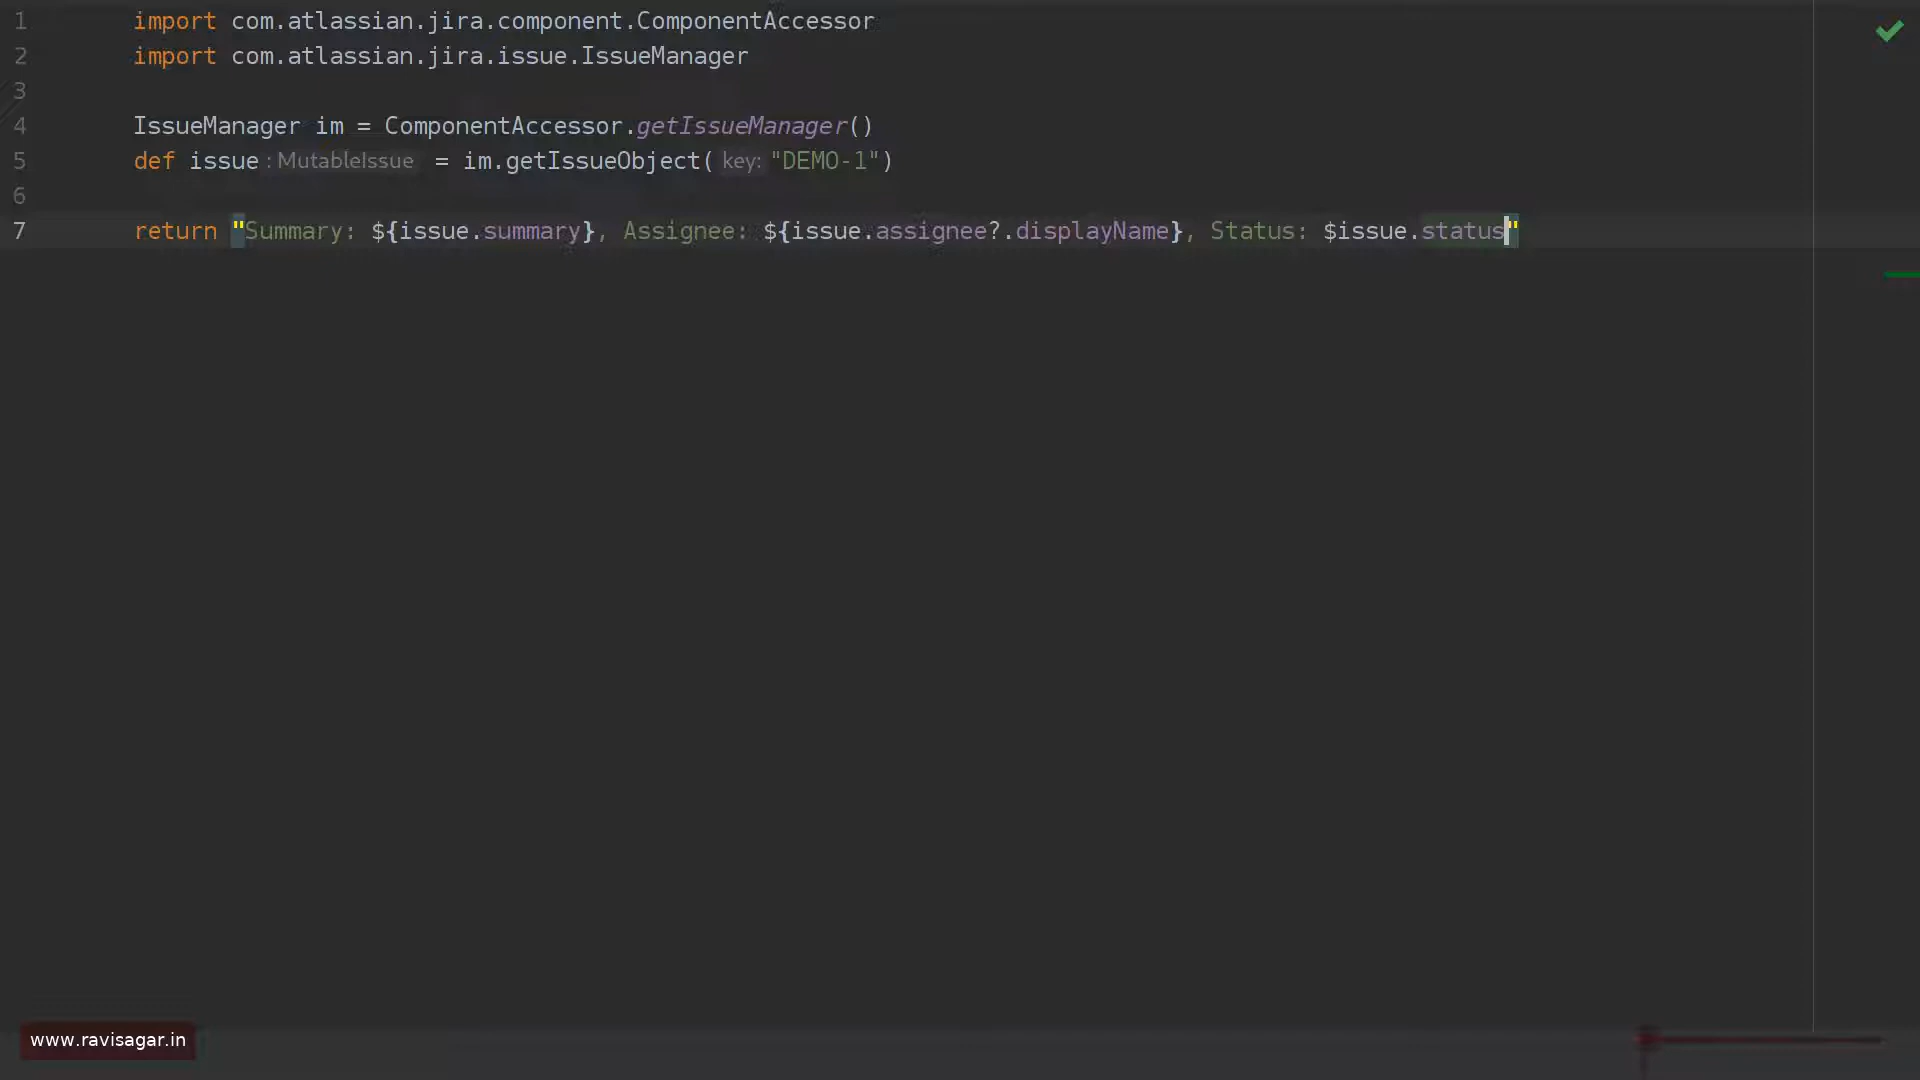 1 import com.atlassian.jira.component.ComponentAccessor
2 import com.atlassian.jira.issue.IssueManager
3
4 IssueManager im = ComponentAccessor.getIssueManager()
5 def issue : MutableIssue = im.getIssueObject( key: "DEMO-1")
6
7 return "Summary: ${issue.summary}, Assignee: ${issue.assignee?.displayName}, Status: $issue.status"
www.ravisagar.in